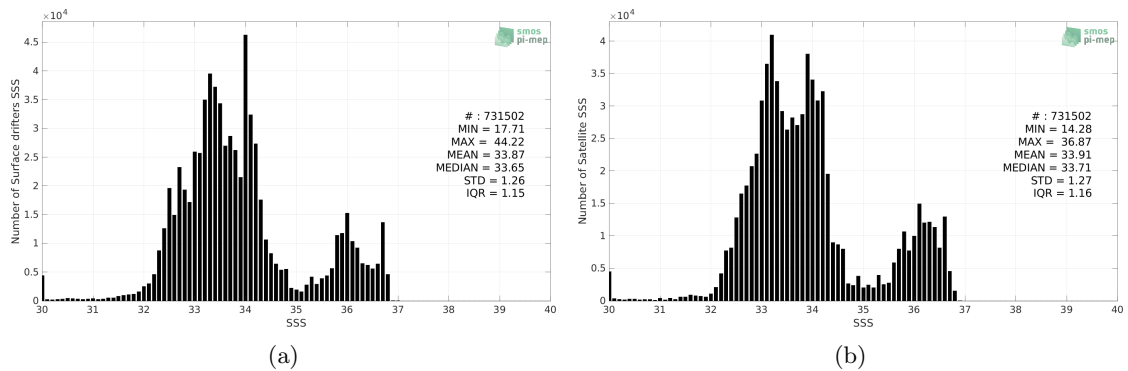 ×10⁴
4.5
4
3.5
3
2.5
2
1.5
1
0.5
0
Number of Surface drifters SSS
30 31 32 33 34 35 36 37 38 39 40
SSS
smos
pi-mep
# : 731502
MIN = 17.71
MAX = 44.22
MEAN = 33.87
MEDIAN = 33.65
STD = 1.26
IQR = 1.15
(a)
×10⁴
4
3.5
3
2.5
2
1.5
1
0.5
0
Number of Satellite SSS
30 31 32 33 34 35 36 37 38 39 40
SSS
smos
pi-mep
# : 731502
MIN = 14.28
MAX = 36.87
MEAN = 33.91
MEDIAN = 33.71
STD = 1.27
IQR = 1.16
(b)